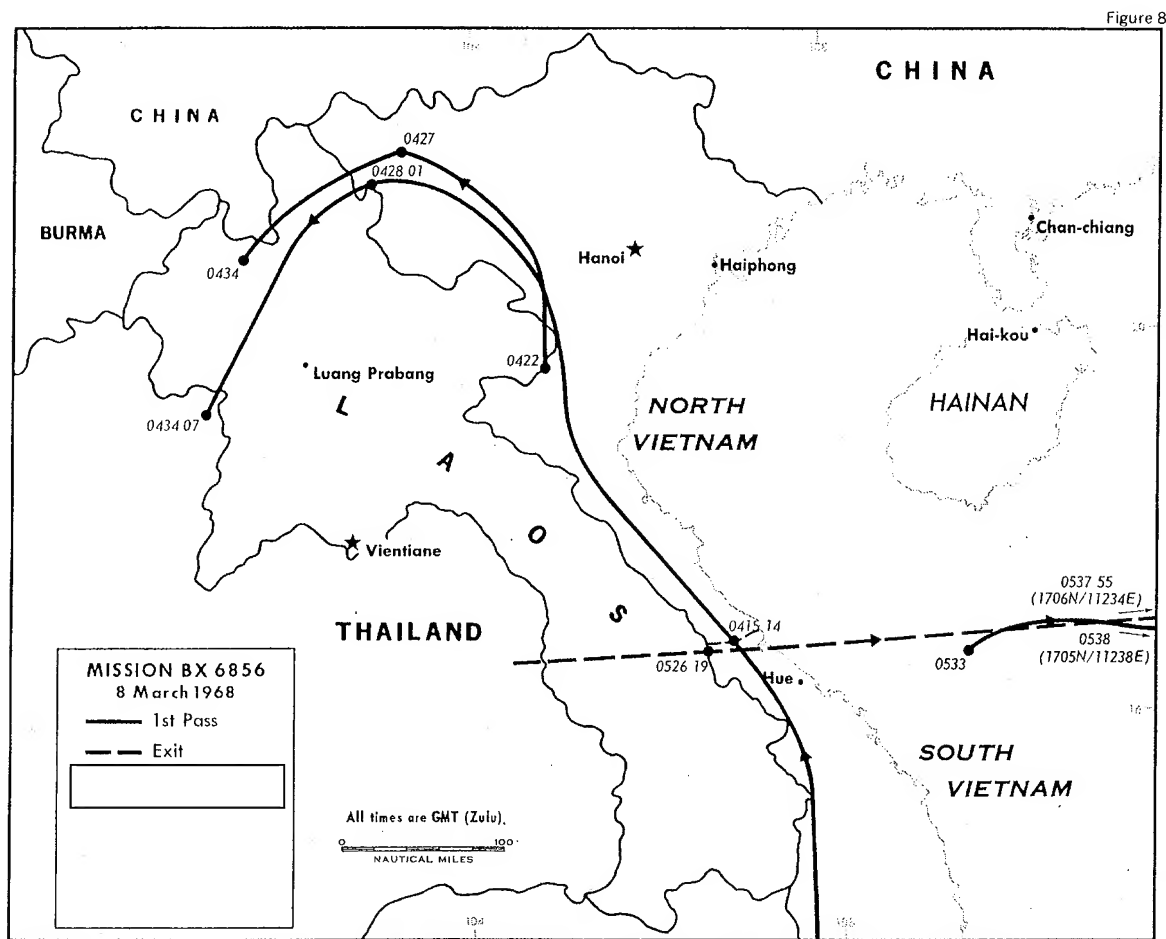 Figure 8
CHINA
CHINA
0427
0428 01
BURMA
Chan-chiang
Hanoi
Haiphong
0434
20
Hai-kou
0422
Luang Prabang
L
NORTH
VIETNAM
HAINAN
0434 07
A
O
Vientiane
S
0537 55
(1706N/11234E)
THAILAND
0415 14
0538
(1705N/11238E)
0526 19
0533
Hue
16
MISSION BX 6856
8 March 1968
1st Pass
Exit
SOUTH
VIETNAM
All times are GMT (Zulu).
0 100
NAUTICAL MILES
104